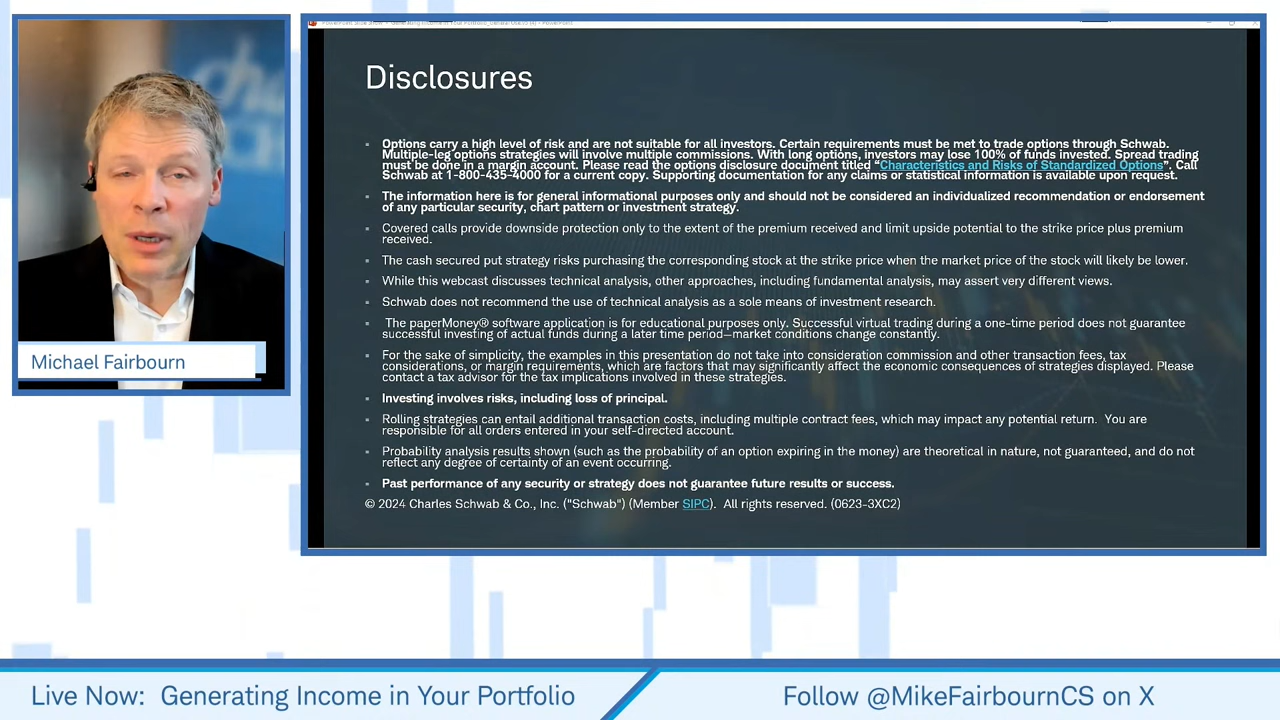 PowerPoint Slide Show - Generating Income in Your Portfolio_General Use.v5 (4) - PowerPoint
Disclosures
▪ Options carry a high level of risk and are not suitable for all investors. Certain requirements must be met to trade options through Schwab.
Multiple-leg options strategies will involve multiple commissions. With long options, investors may lose 100% of funds invested. Spread trading
must be done in a margin account. Please read the options disclosure document titled “Characteristics and Risks of Standardized Options”. Call
Schwab at 1-800-435-4000 for a current copy. Supporting documentation for any claims or statistical information is available upon request.
▪ The information here is for general informational purposes only and should not be considered an individualized recommendation or endorsement
of any particular security, chart pattern or investment strategy.
▪ Covered calls provide downside protection only to the extent of the premium received and limit upside potential to the strike price plus premium
received.
▪ The cash secured put strategy risks purchasing the corresponding stock at the strike price when the market price of the stock will likely be lower.
▪ While this webcast discusses technical analysis, other approaches, including fundamental analysis, may assert very different views.
▪ Schwab does not recommend the use of technical analysis as a sole means of investment research.
▪ The paperMoney® software application is for educational purposes only. Successful virtual trading during a one-time period does not guarantee
successful investing of actual funds during a later time period—market conditions change constantly.
▪ For the sake of simplicity, the examples in this presentation do not take into consideration commission and other transaction fees, tax
considerations, or margin requirements, which are factors that may significantly affect the economic consequences of strategies displayed. Please
contact a tax advisor for the tax implications involved in these strategies.
▪ Investing involves risks, including loss of principal.
▪ Rolling strategies can entail additional transaction costs, including multiple contract fees, which may impact any potential return. You are
responsible for all orders entered in your self-directed account.
▪ Probability analysis results shown (such as the probability of an option expiring in the money) are theoretical in nature, not guaranteed, and do not
reflect any degree of certainty of an event occurring.
▪ Past performance of any security or strategy does not guarantee future results or success.
© 2024 Charles Schwab & Co., Inc. ("Schwab") (Member SIPC). All rights reserved. (0623-3XC2)
Michael Fairbourn
Live Now: Generating Income in Your Portfolio
Follow @MikeFairbournCS on X